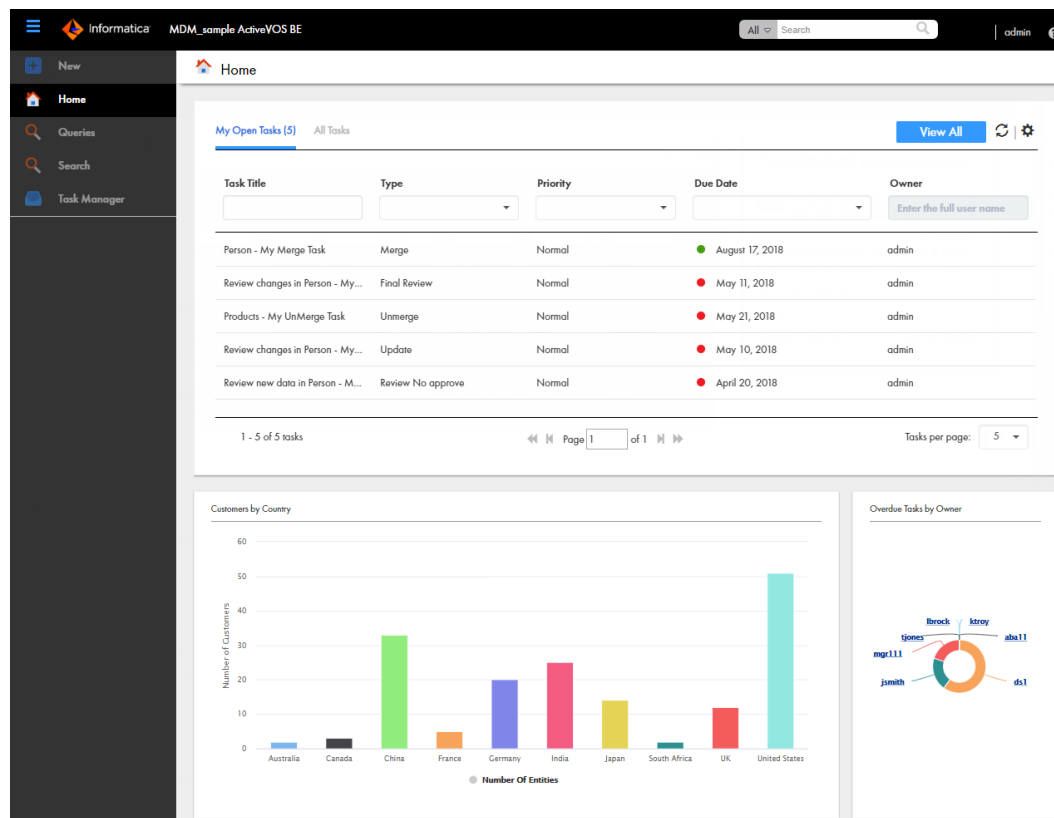 Informatica MDM_sample ActiveVOS BE All Search admin
New
Home
Queries
Search
Task Manager
Home
My Open Tasks (5) All Tasks View All
Task Title Type Priority Due Date Owner
Enter the full user name
Person - My Merge Task Merge Normal August 17, 2018 admin
Review changes in Person - My... Final Review Normal May 11, 2018 admin
Products - My UnMerge Task Unmerge Normal May 21, 2018 admin
Review changes in Person - My... Update Normal May 10, 2018 admin
Review new data in Person - M... Review No approve Normal April 20, 2018 admin
1 - 5 of 5 tasks Page 1 of 1 Tasks per page: 5
Customers by Country
60
50
40
30
20
10
0
Number of Customers
Australia Canada China France Germany India Japan South Africa UK United States
Number Of Entities
Overdue Tasks by Owner
lbrock ktroy
tjones aba11
mgr111
jsmith ds1